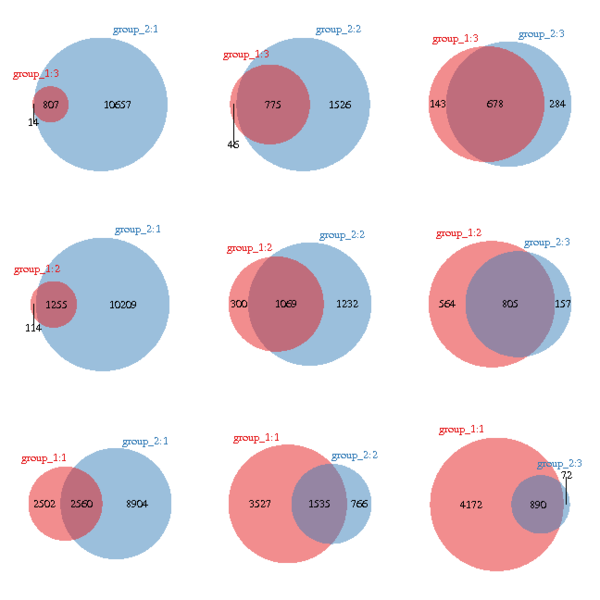 group_2:1
group_1:3
807
10657
14
group_2:2
group_1:3
775
1526
46
group_2:3
group_1:3
143
678
284
group_2:1
group_1:2
1255
10209
114
group_2:2
group_1:2
300
1069
1232
group_1:2
group_2:3
564
805
157
group_2:1
group_1:1
2502
2560
8904
group_1:1
group_2:2
3527
1535
766
group_1:1
group_2:3
72
4172
890